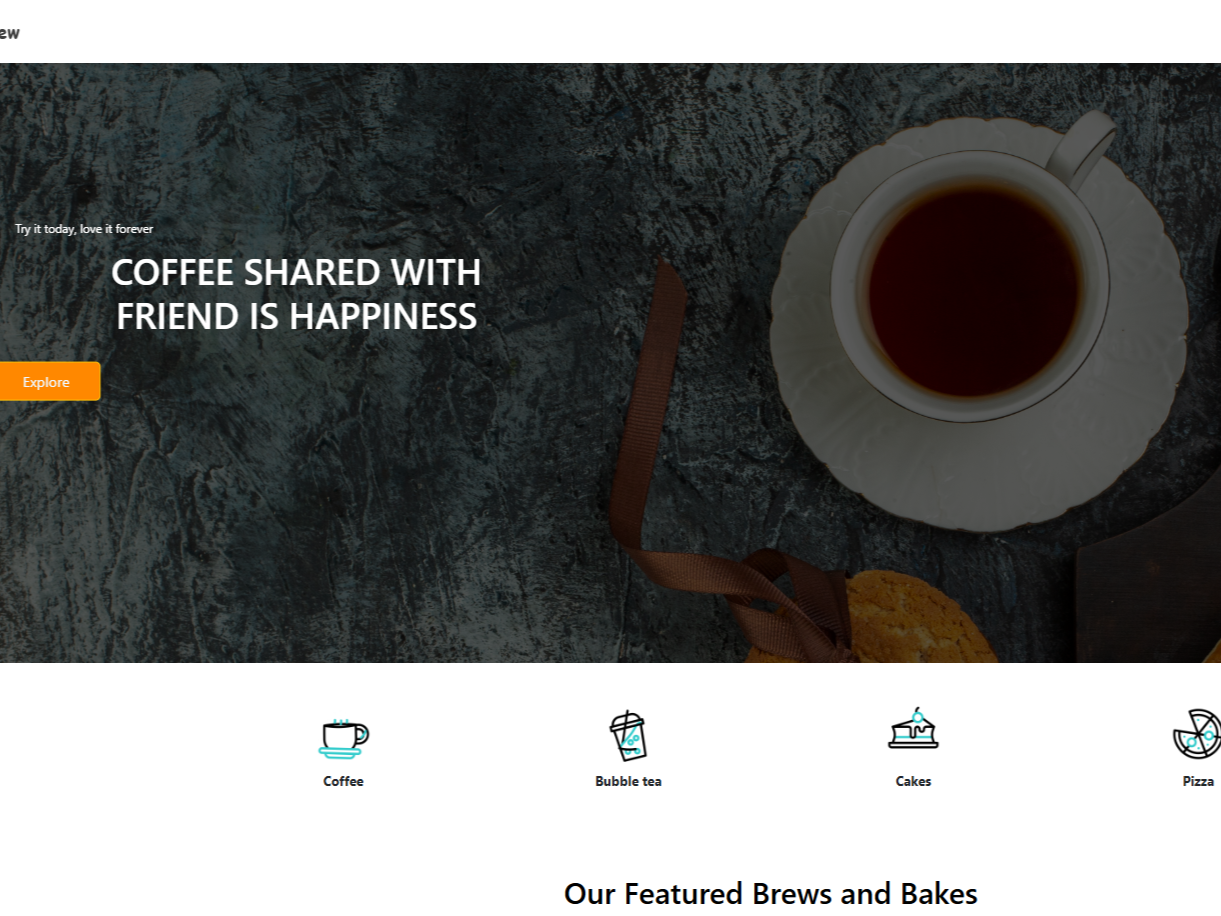 ew
Try it today, love it forever
COFFEE SHARED WITH
FRIEND IS HAPPINESS
Explore
Coffee
Bubble tea
Cakes
Pizza
Our Featured Brews and Bakes